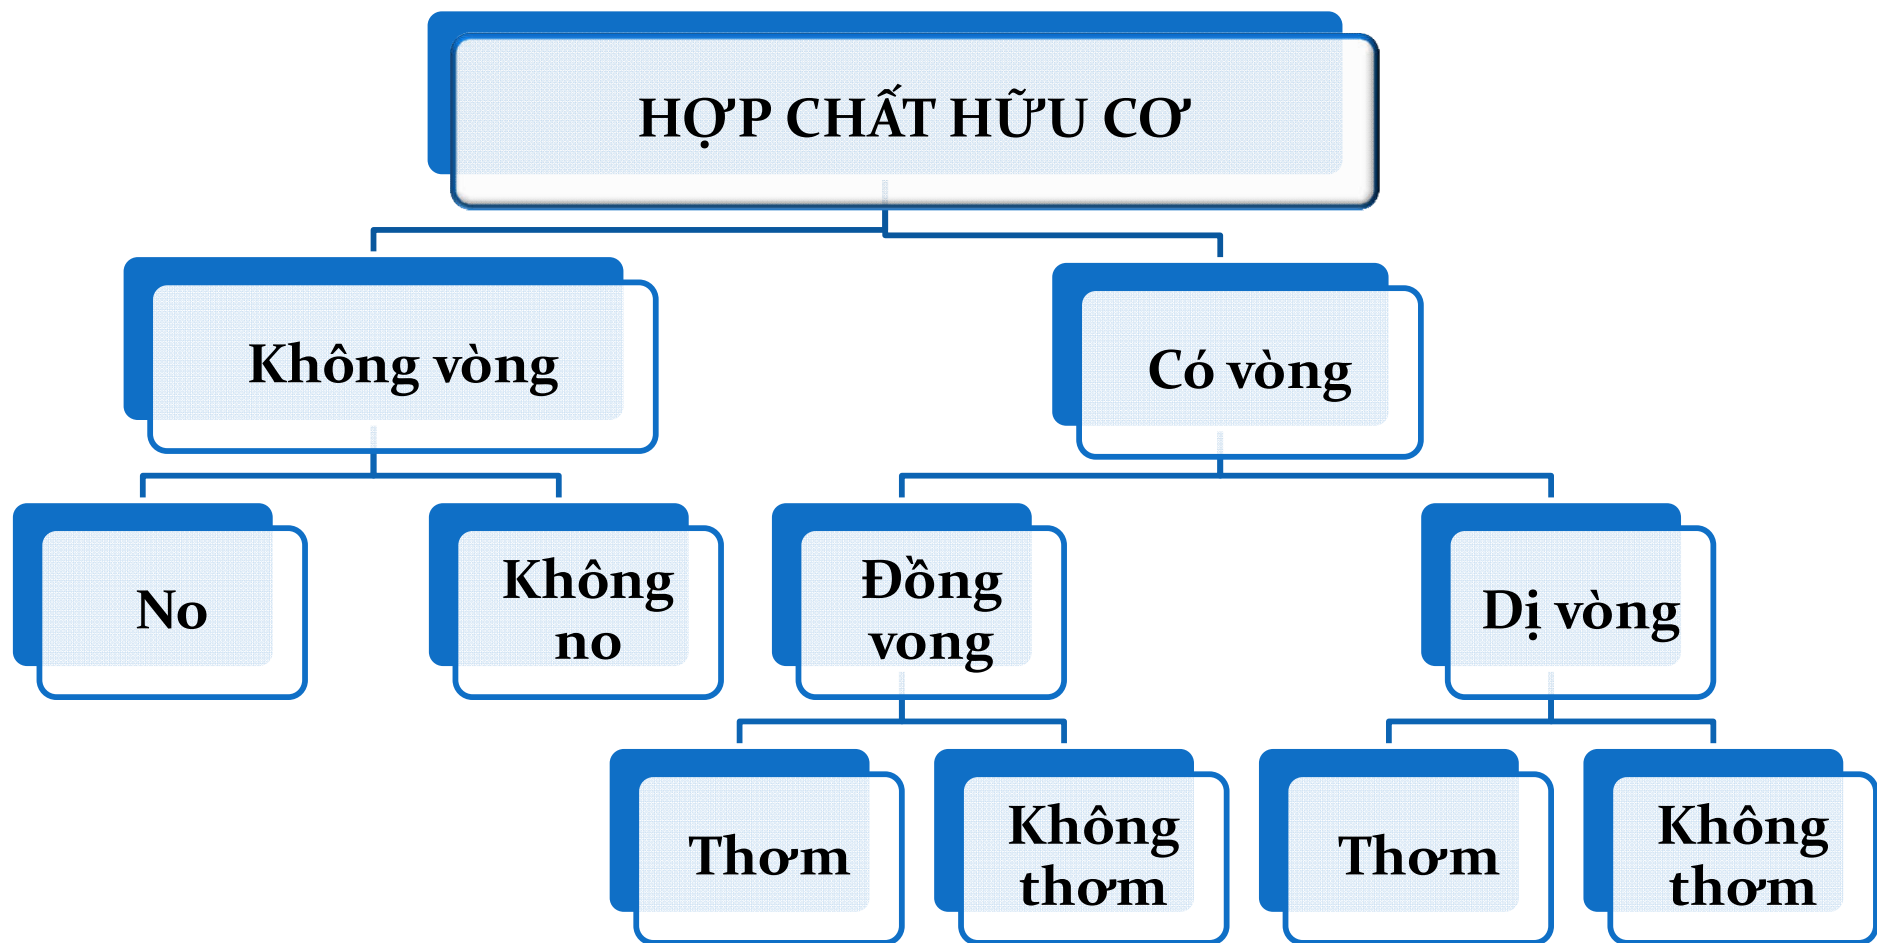 HỢP CHẤT HỮU CƠ
Không vòng
Có vòng
No
Không
no
Đồng
vong
Dị vòng
Thơm
Không
thơm
Thơm
Không
thơm